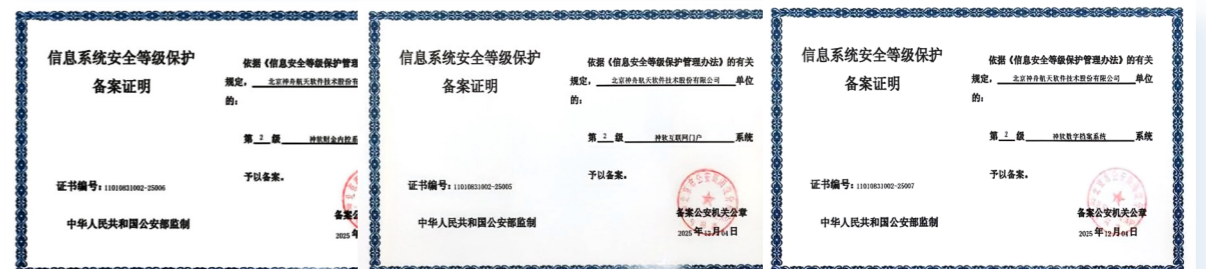 信息系统安全等级保护
备案证明
证书编号：11010831002-25006
中华人民共和国公安部监制
依据《信息安全等级保护管理
规定，北京神舟航天软件技术股份有
的：
第 2 级 神软财金内控系
予以备案。
备案公
2025 年
信息系统安全等级保护
备案证明
证书编号：11010831002-25005
中华人民共和国公安部监制
依据《信息安全等级保护管理办法》的有关
规定，北京神舟航天软件技术股份有限公司 单位
的：
第 2 级 神软互联网门户 系统
予以备案。
备案公安机关公章
2025 年 12 月 04 日
信息系统安全等级保护
备案证明
证书编号：11010831002-25007
中华人民共和国公安部监制
依据《信息安全等级保护管理办法》的有关
规定，北京神舟航天软件技术股份有限公司 单位
的：
第 2 级 神软数字档案系统 系统
予以备案。
备案公安机关公章
2025 年 12 月 04 日